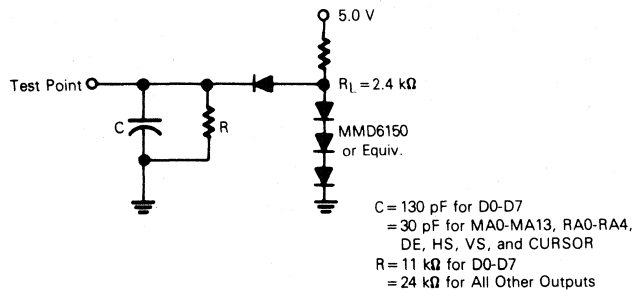 5.0 V
Test Point
R_L = 2.4 kΩ
C
R
MMD6150
or Equiv.
C = 130 pF for D0-D7
= 30 pF for MA0-MA13, RA0-RA4,
DE, HS, VS, and CURSOR
R = 11 kΩ for D0-D7
= 24 kΩ for All Other Outputs